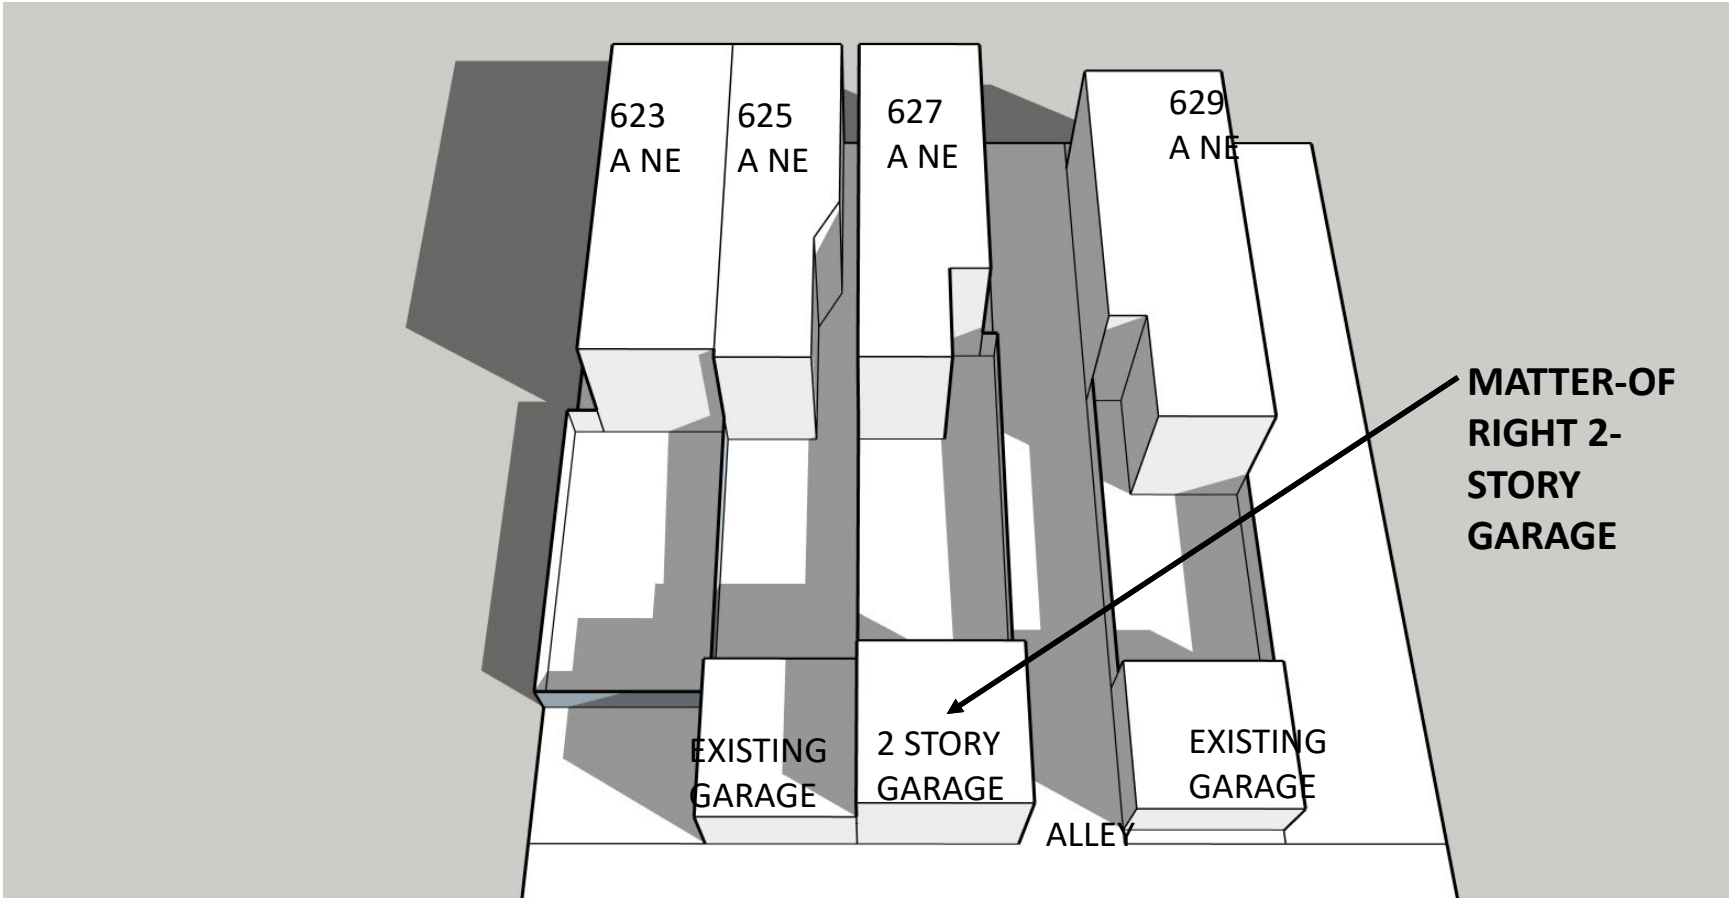 623
A NE
625
A NE
627
A NE
629
A NE
MATTER-OF
RIGHT 2-
STORY
GARAGE
EXISTING
GARAGE
2 STORY
GARAGE
EXISTING
GARAGE
ALLEY